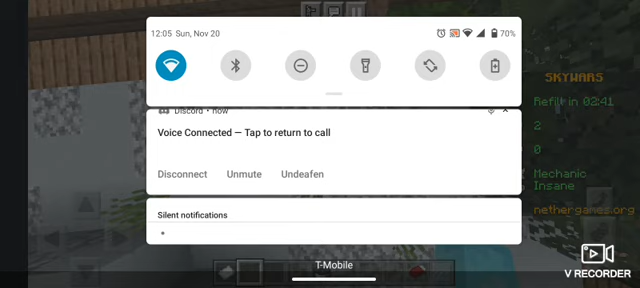 12:05 Sun, Nov 20
70%
SKYWARS
Discord • now
Refill in 02:41
Voice Connected — Tap to return to call
2
0
Disconnect Unmute Undeafen
Mechanic
Insane
nethergames.org
Silent notifications
T-Mobile
V RECORDER